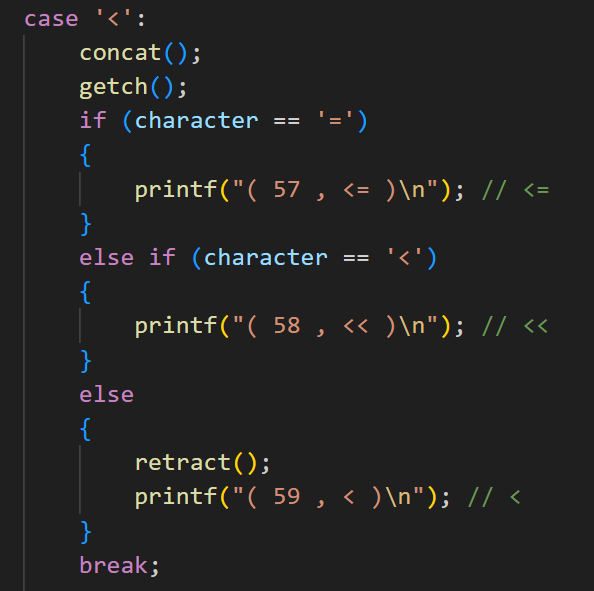 case '<':
concat();
getch();
if (character == '=')
{
printf("( 57 , <= )\n"); // <=
}
else if (character == '<')
{
printf("( 58 , << )\n"); // <<
}
else
{
retract();
printf("( 59 , < )\n"); // <
}
break;